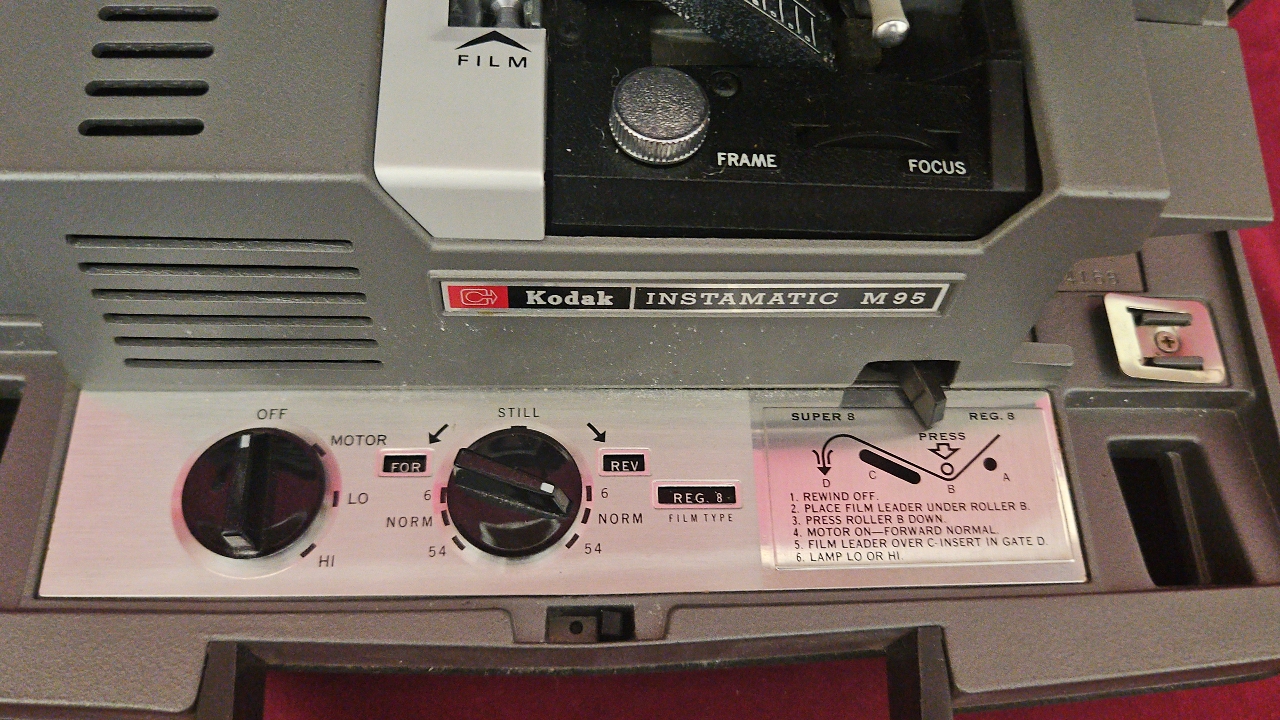 FILM
FRAME
FOCUS
Kodak INSTAMATIC M95
OFF
MOTOR
LO
HI
STILL
FOR
REV
6
NORM
54
6
NORM
54
REG. 8
FILM TYPE
SUPER 8
REG. 8
PRESS
D
C
B
A
1. REWIND OFF.
2. PLACE FILM LEADER UNDER ROLLER B.
3. PRESS ROLLER B DOWN.
4. MOTOR ON—FORWARD NORMAL.
5. FILM LEADER OVER C-INSERT IN GATE D.
6. LAMP LO OR HI.